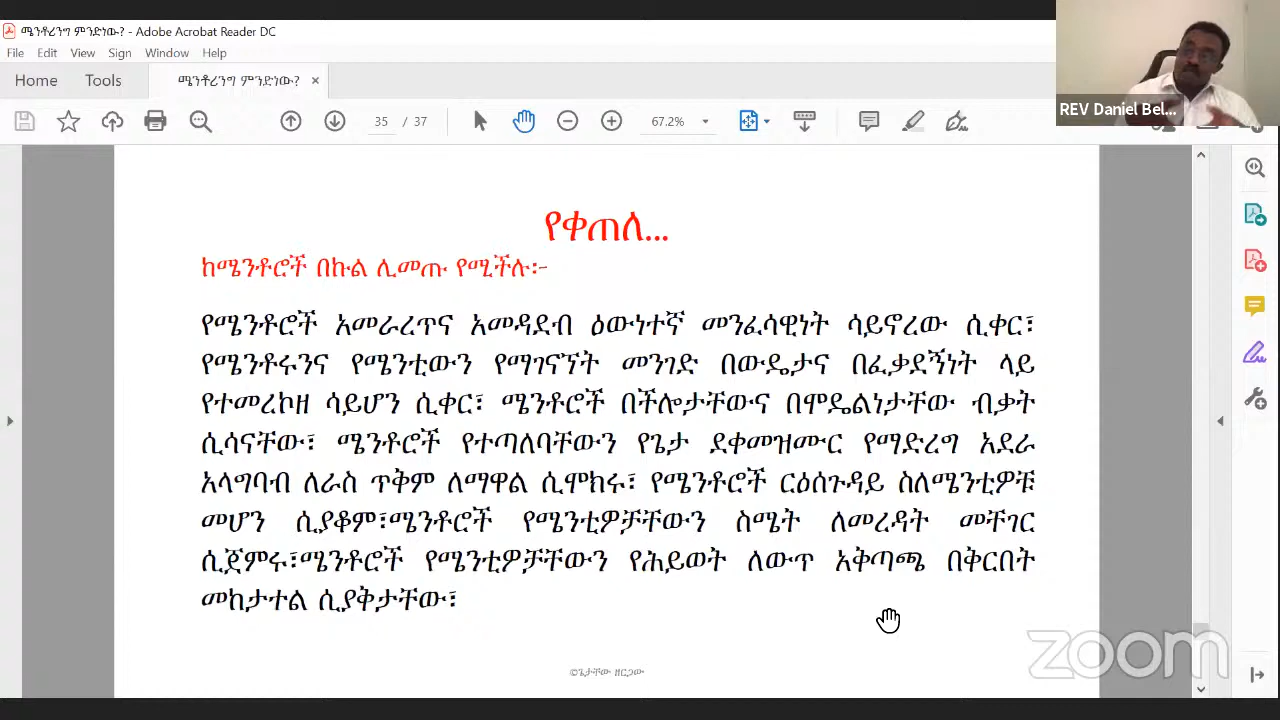 ሜንቶሪንግ ምንድነው? - Adobe Acrobat Reader DC
File Edit View Sign Window Help
Home Tools ሜንቶሪንግ ምንድነው? ×
35 / 37 67.2%
REV Daniel Bel...
የቀጠለ...
ከሜንቶሮች በኩል ሊመጡ የሚችሉ፡-
የሜንቶሮች አመራረጥና አመዳደብ ዕውነተኛ መንፈሳዊነት ሳይኖረው ሲቀር፣
የሜንቶሩንና የሜንቲውን የማገናኘት መንገድ በውዴታና በፈቃደኝነት ላይ
የተመረኮዘ ሳይሆን ሲቀር፣ ሜንቶሮች በችሎታቸውና በሞዴልነታቸው ብቃት
ሲሳናቸው፣ ሜንቶሮች የተጣለባቸውን የጌታ ደቀመዝሙር የማድረግ አደራ
አላግባብ ለራስ ጥቅም ለማዋል ሲሞክሩ፣ የሜንቶሮች ርዕሰጉዳይ ስለሜንቲዎቹ
መሆን ሲያቆም፣ሜንቶሮች የሜንቲዎቻቸውን ስሜት ለመረዳት መቸገር
ሲጀምሩ፣ሜንቶሮች የሜንቲዎቻቸውን የሕይወት ለውጥ አቅጣጫ በቅርበት
መከታተል ሲያቅታቸው፣
©ጌታቸው ዘርጋው
zoom